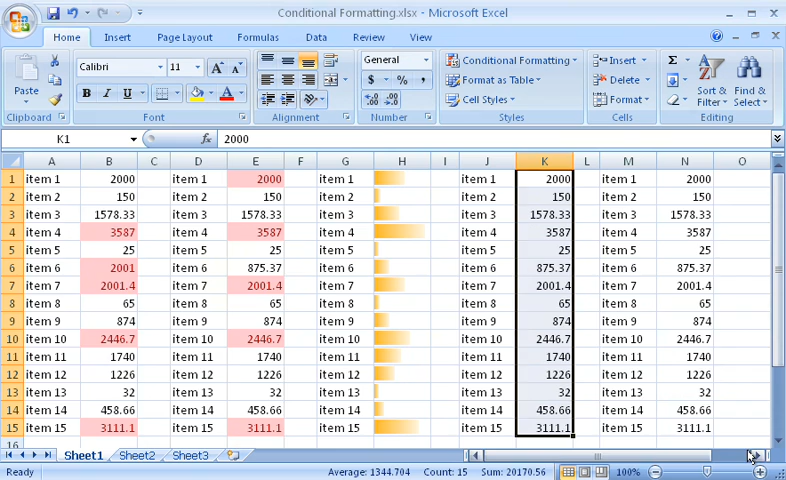 Conditional Formatting.xlsx - Microsoft Excel
Home Insert Page Layout Formulas Data Review View
Paste Calibri 11 A A General Conditional Formatting Insert Σ
$ % , Format as Table Delete Sort & Filter Find & Select
B I U A .00 .0 Cell Styles Format
Clipboard Font Alignment Number Styles Cells Editing
K1 fx 2000
A B C D E F G H I J K L M N O
1 item 1 2000 item 1 2000 item 1 item 1 2000 item 1 2000
2 item 2 150 item 2 150 item 2 item 2 150 item 2 150
3 item 3 1578.33 item 3 1578.33 item 3 item 3 1578.33 item 3 1578.33
4 item 4 3587 item 4 3587 item 4 item 4 3587 item 4 3587
5 item 5 25 item 5 25 item 5 item 5 25 item 5 25
6 item 6 2001 item 6 875.37 item 6 item 6 875.37 item 6 875.37
7 item 7 2001.4 item 7 2001.4 item 7 item 7 2001.4 item 7 2001.4
8 item 8 65 item 8 65 item 8 item 8 65 item 8 65
9 item 9 874 item 9 874 item 9 item 9 874 item 9 874
10 item 10 2446.7 item 10 2446.7 item 10 item 10 2446.7 item 10 2446.7
11 item 11 1740 item 11 1740 item 11 item 11 1740 item 11 1740
12 item 12 1226 item 12 1226 item 12 item 12 1226 item 12 1226
13 item 13 32 item 13 32 item 13 item 13 32 item 13 32
14 item 14 458.66 item 14 458.66 item 14 item 14 458.66 item 14 458.66
15 item 15 3111.1 item 15 3111.1 item 15 item 15 3111.1 item 15 3111.1
16
Sheet1 Sheet2 Sheet3
Ready Average: 1344.704 Count: 15 Sum: 20170.56 100%